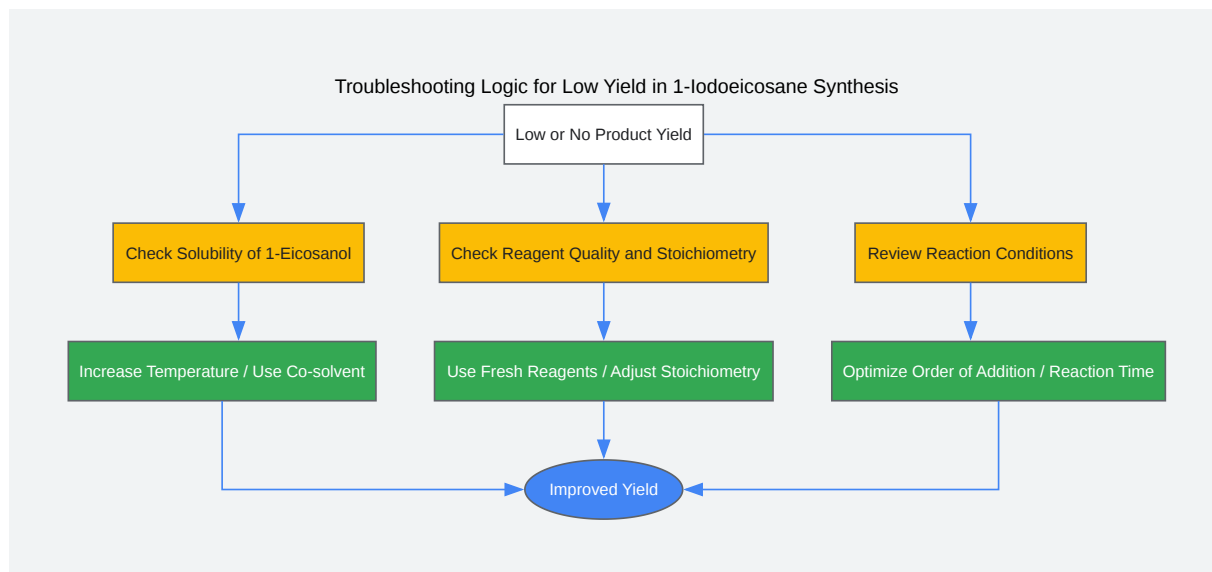 Troubleshooting Logic for Low Yield in 1-Iodoeicosane Synthesis
Low or No Product Yield
Check Solubility of 1-Eicosanol
Check Reagent Quality and Stoichiometry
Review Reaction Conditions
Increase Temperature / Use Co-solvent
Use Fresh Reagents / Adjust Stoichiometry
Optimize Order of Addition / Reaction Time
Improved Yield